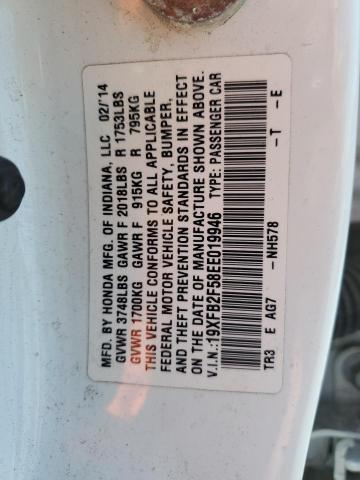 MFD. BY HONDA MFG. OF INDIANA, LLC 02/'14
GVWR 3748LBS GAWR F 2018LBS R 1753LBS
GVWR 1700KG GAWR F 915KG R 795KG
THIS VEHICLE CONFORMS TO ALL APPLICABLE
FEDERAL MOTOR VEHICLE SAFETY, BUMPER,
AND THEFT PREVENTION STANDARDS IN EFFECT
ON THE DATE OF MANUFACTURE SHOWN ABOVE.
V.I.N.:19XFB2F58EE019946 TYPE: PASSENGER CAR
TR3 E AG7 -NH578 -T -E